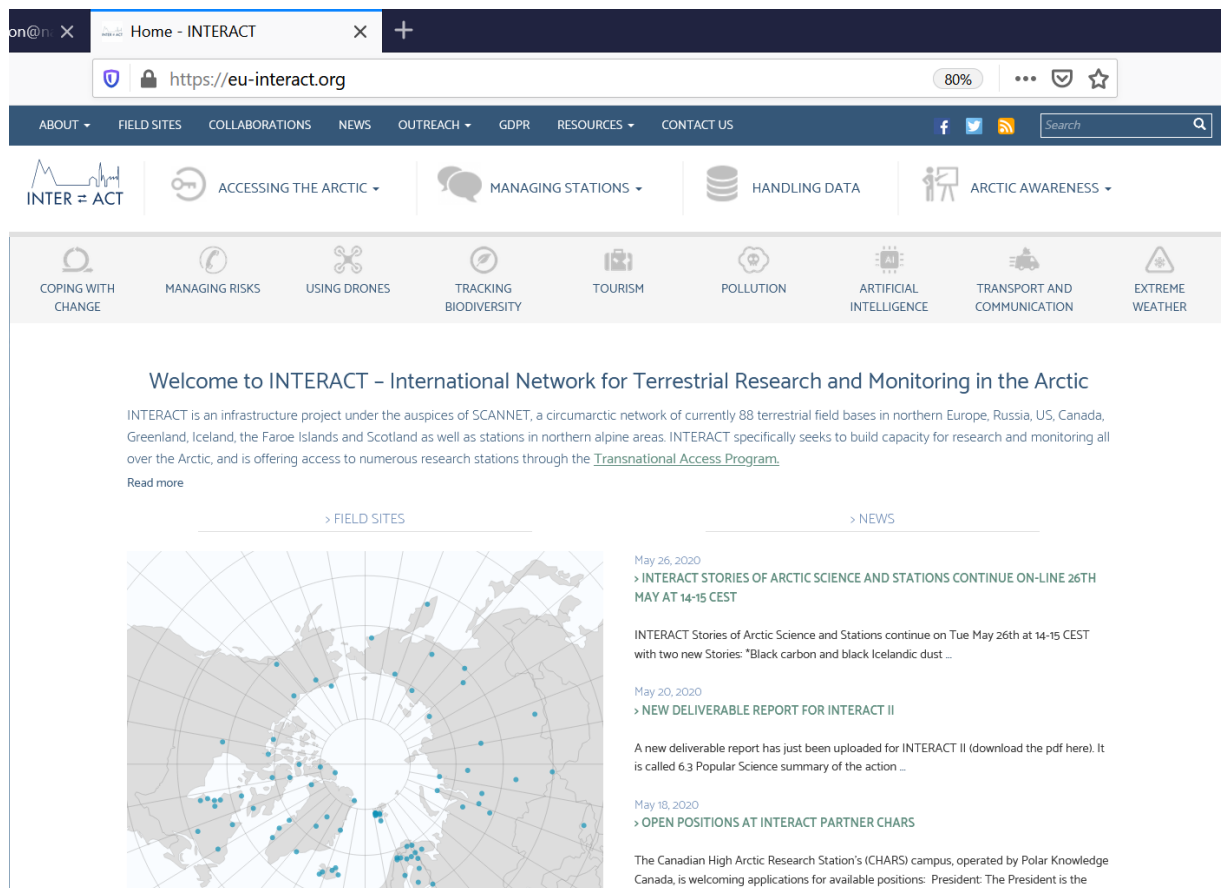 on@n
Home - INTERACT
https://eu-interact.org
80%
ABOUT FIELD SITES COLLABORATIONS NEWS OUTREACH GDPR RESOURCES CONTACT US Search
INTER ⇄ ACT
ACCESSING THE ARCTIC
MANAGING STATIONS
HANDLING DATA
ARCTIC AWARENESS
COPING WITH
CHANGE
MANAGING RISKS
USING DRONES
TRACKING
BIODIVERSITY
TOURISM
POLLUTION
AI
ARTIFICIAL
INTELLIGENCE
TRANSPORT AND
COMMUNICATION
EXTREME
WEATHER
Welcome to INTERACT – International Network for Terrestrial Research and Monitoring in the Arctic
INTERACT is an infrastructure project under the auspices of SCANNET, a circumarctic network of currently 88 terrestrial field bases in northern Europe, Russia, US, Canada,
Greenland, Iceland, the Faroe Islands and Scotland as well as stations in northern alpine areas. INTERACT specifically seeks to build capacity for research and monitoring all
over the Arctic, and is offering access to numerous research stations through the Transnational Access Program.
Read more
> FIELD SITES
> NEWS
May 26, 2020
> INTERACT STORIES OF ARCTIC SCIENCE AND STATIONS CONTINUE ON-LINE 26TH
MAY AT 14-15 CEST
INTERACT Stories of Arctic Science and Stations continue on Tue May 26th at 14-15 CEST
with two new Stories: *Black carbon and black Icelandic dust ...
May 20, 2020
> NEW DELIVERABLE REPORT FOR INTERACT II
A new deliverable report has just been uploaded for INTERACT II (download the pdf here). It
is called 6.3 Popular Science summary of the action ...
May 18, 2020
> OPEN POSITIONS AT INTERACT PARTNER CHARS
The Canadian High Arctic Research Station's (CHARS) campus, operated by Polar Knowledge
Canada, is welcoming applications for available positions: President: The President is the